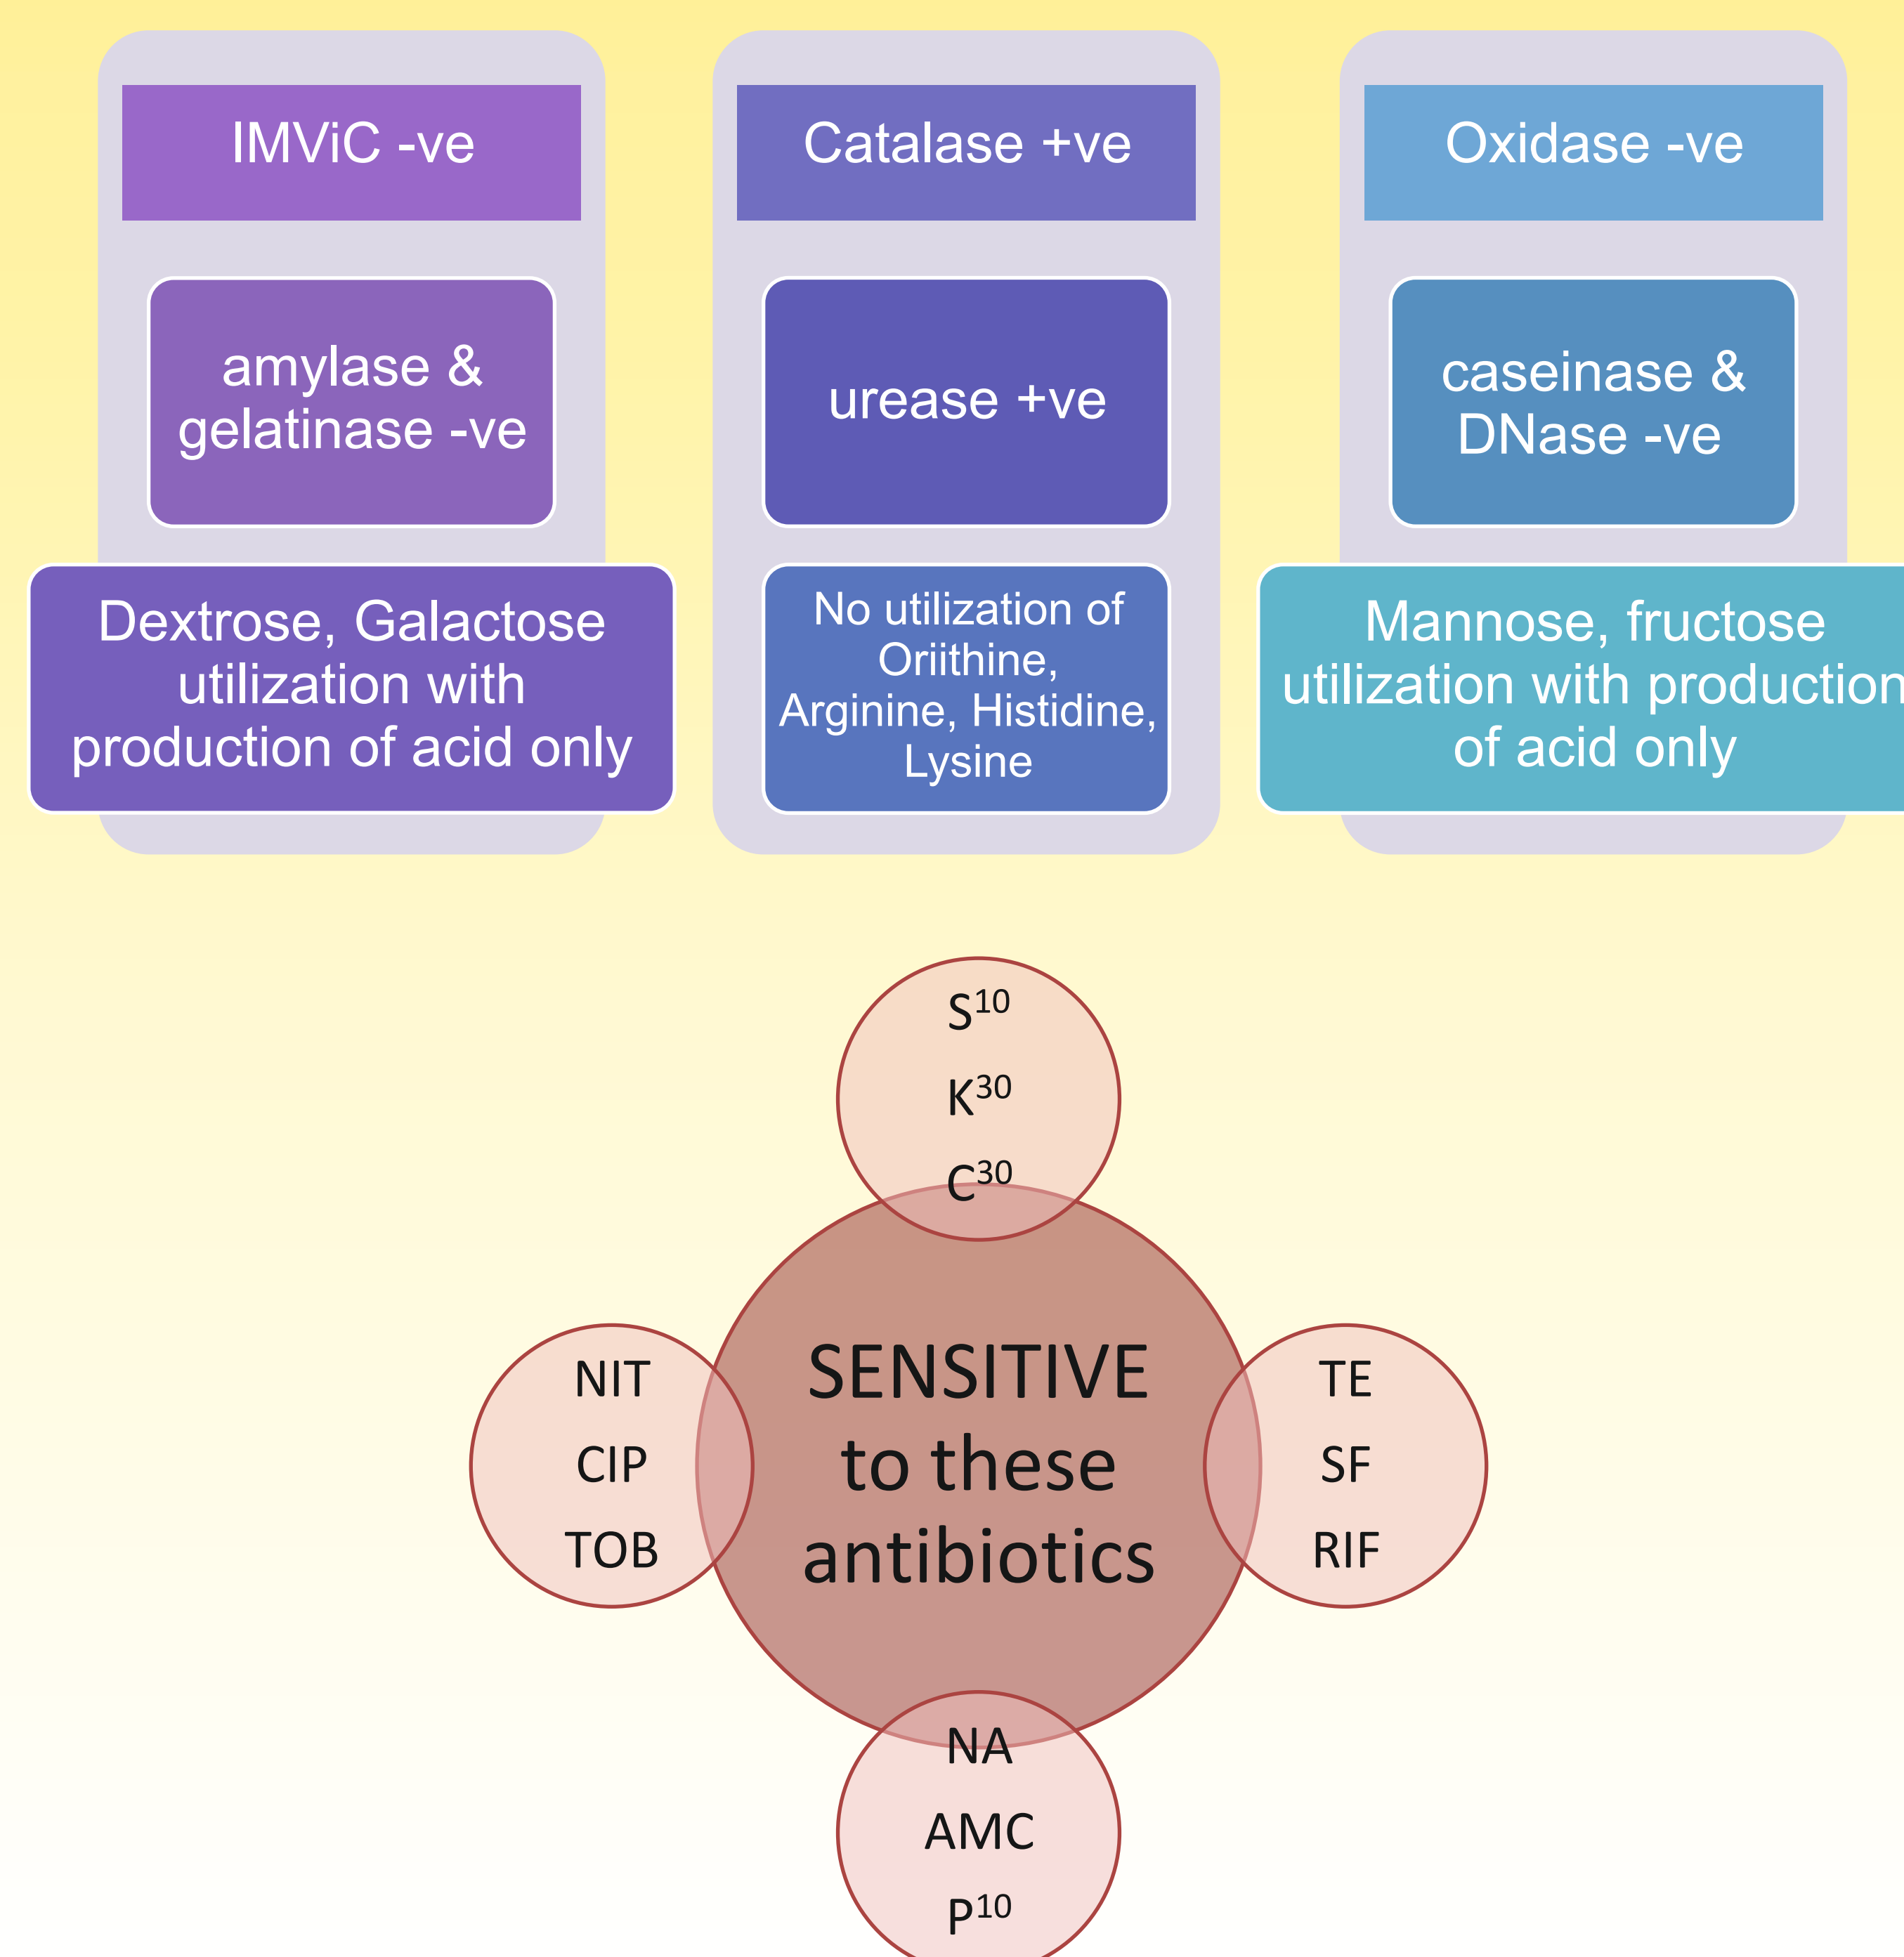 IMViC -ve
amylase &
gelatinase -ve
Dextrose, Galactose
utilization with
production of acid only
Catalase +ve
urease +ve
No utilization of
Oriithine,
Arginine, Histidine,
Lysine
Oxidase -ve
caseinase &
DNase -ve
Mannose, fructose
utilization with production
of acid only
S¹⁰
K³⁰
C³⁰
NIT
CIP
TOB
SENSITIVE
to these
antibiotics
TE
SF
RIF
NA
AMC
P¹⁰